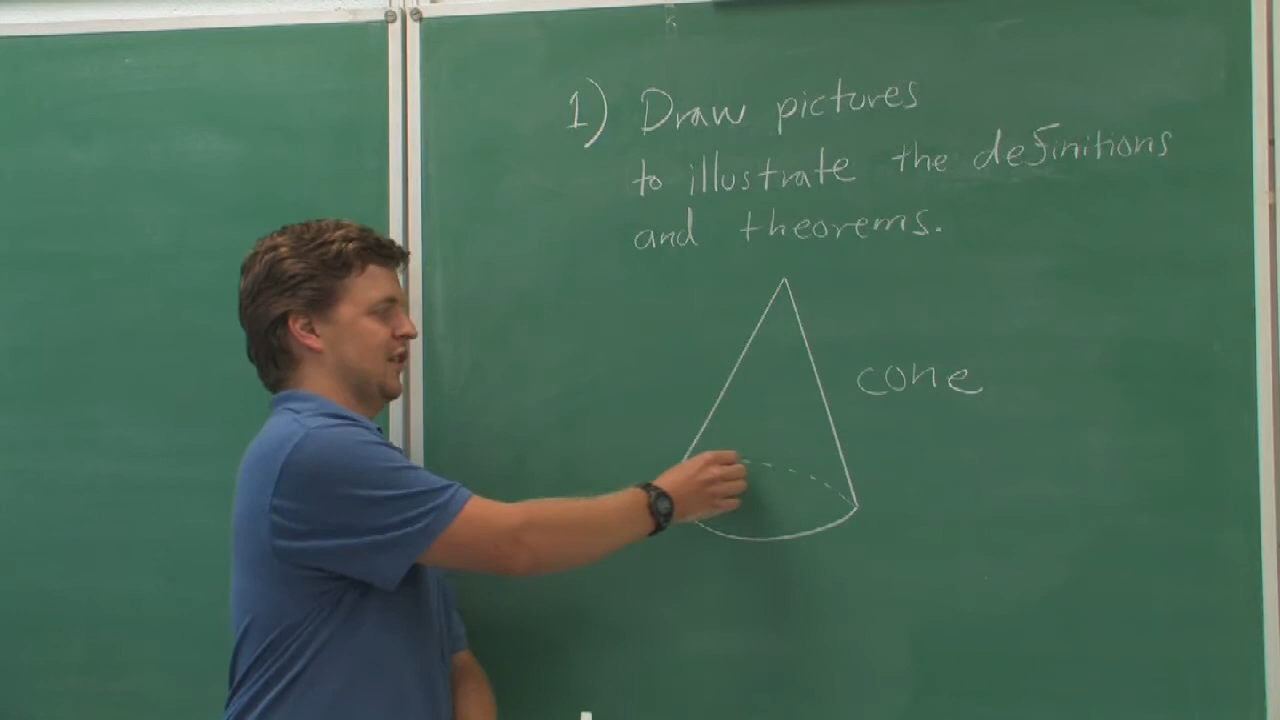 1) Draw pictures
to illustrate the definitions
and theorems.
cone